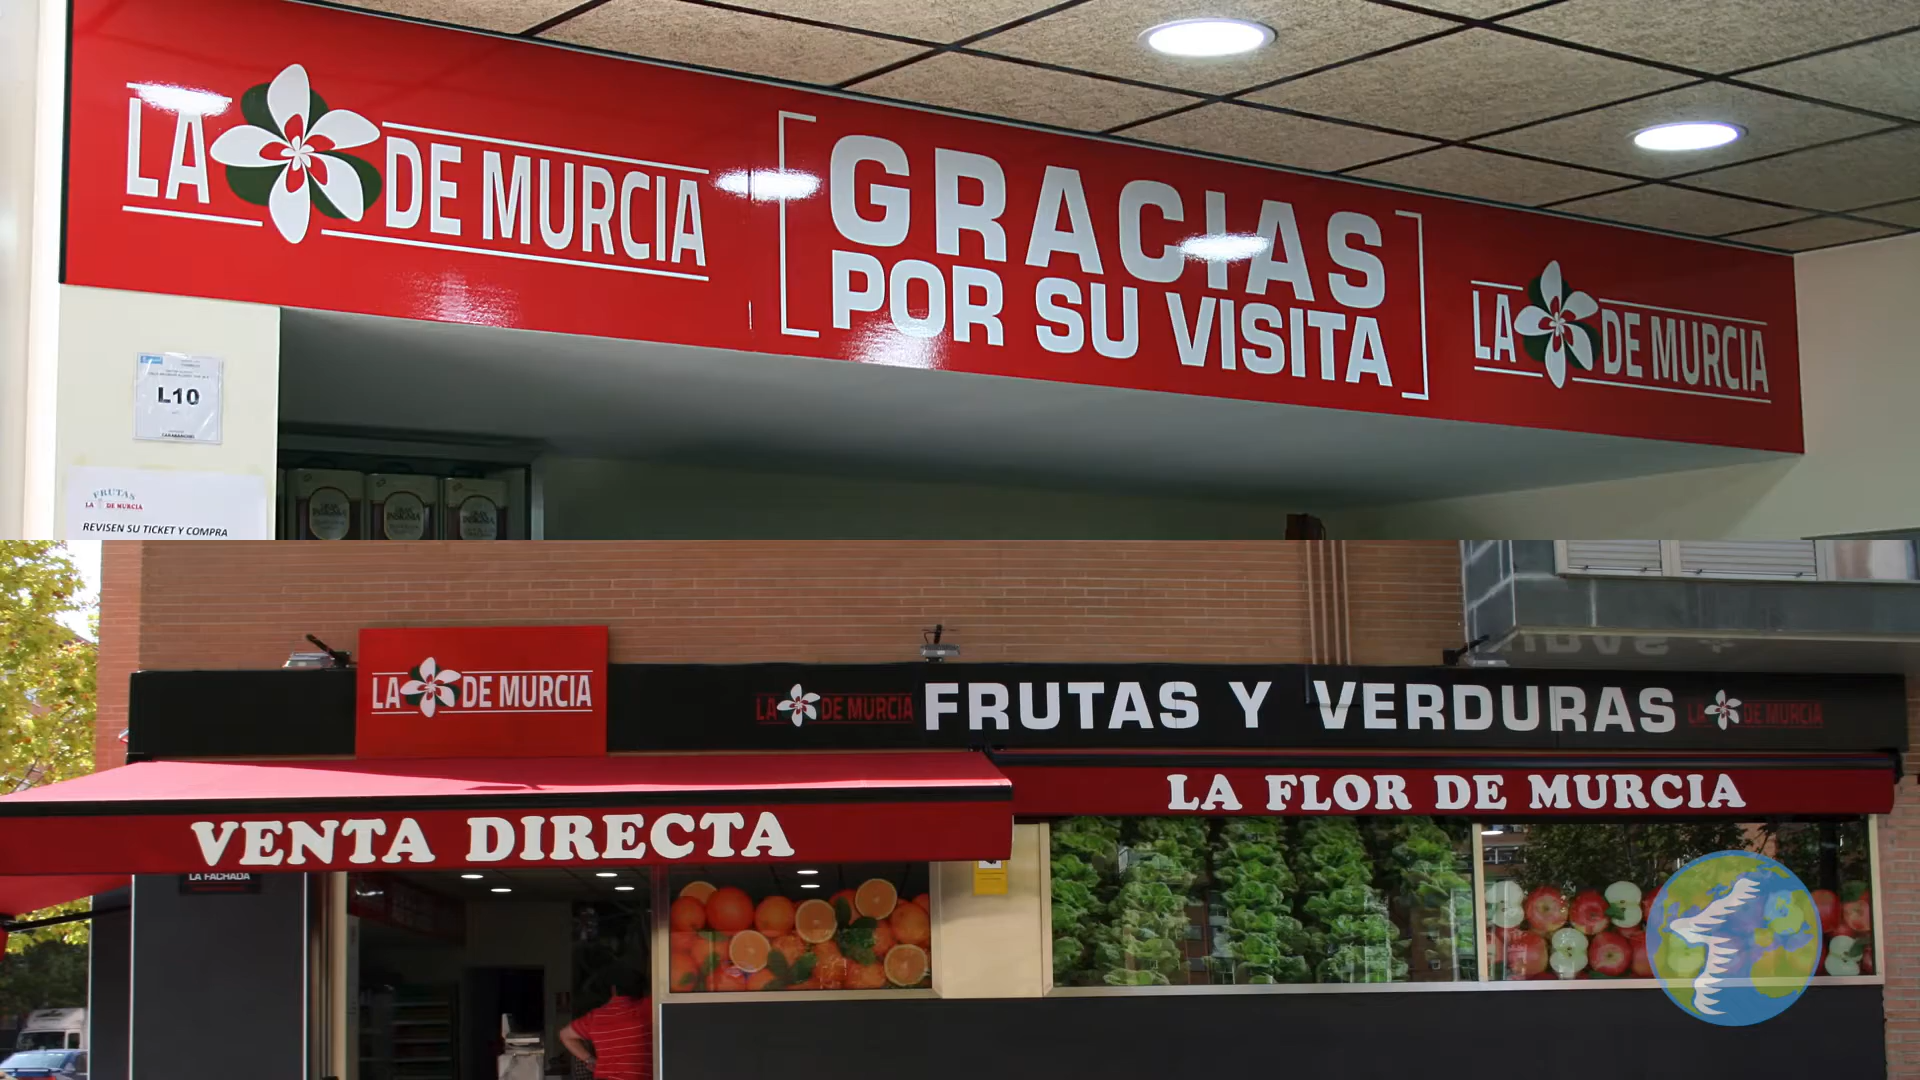 LA DE MURCIA
GRACIAS
POR SU VISITA
LA DE MURCIA
L10
CARABANCHEL
FRUTAS
LA DE MURCIA
REVISEN SU TICKET Y COMPRA
LA DE MURCIA
LA DE MURCIA FRUTAS Y VERDURAS LA DE MURCIA
LA FLOR DE MURCIA
VENTA DIRECTA
LA FACHADA